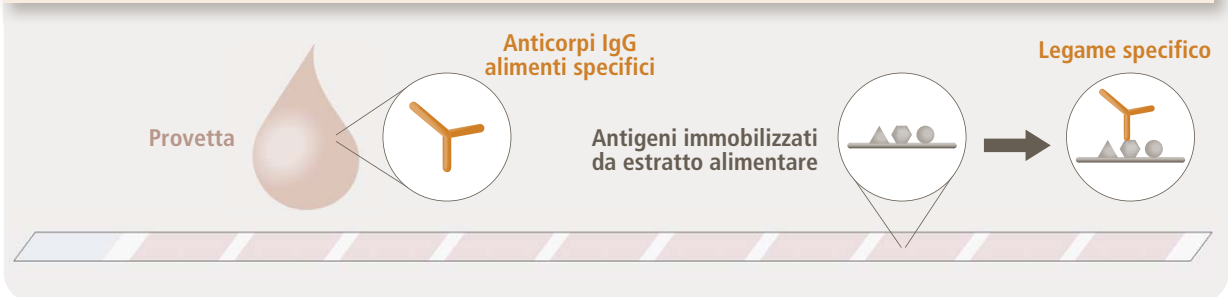 Anticorpi IgG
alimenti specifici
Legame specifico
Provetta
Antigeni immobilizzati
da estratto alimentare